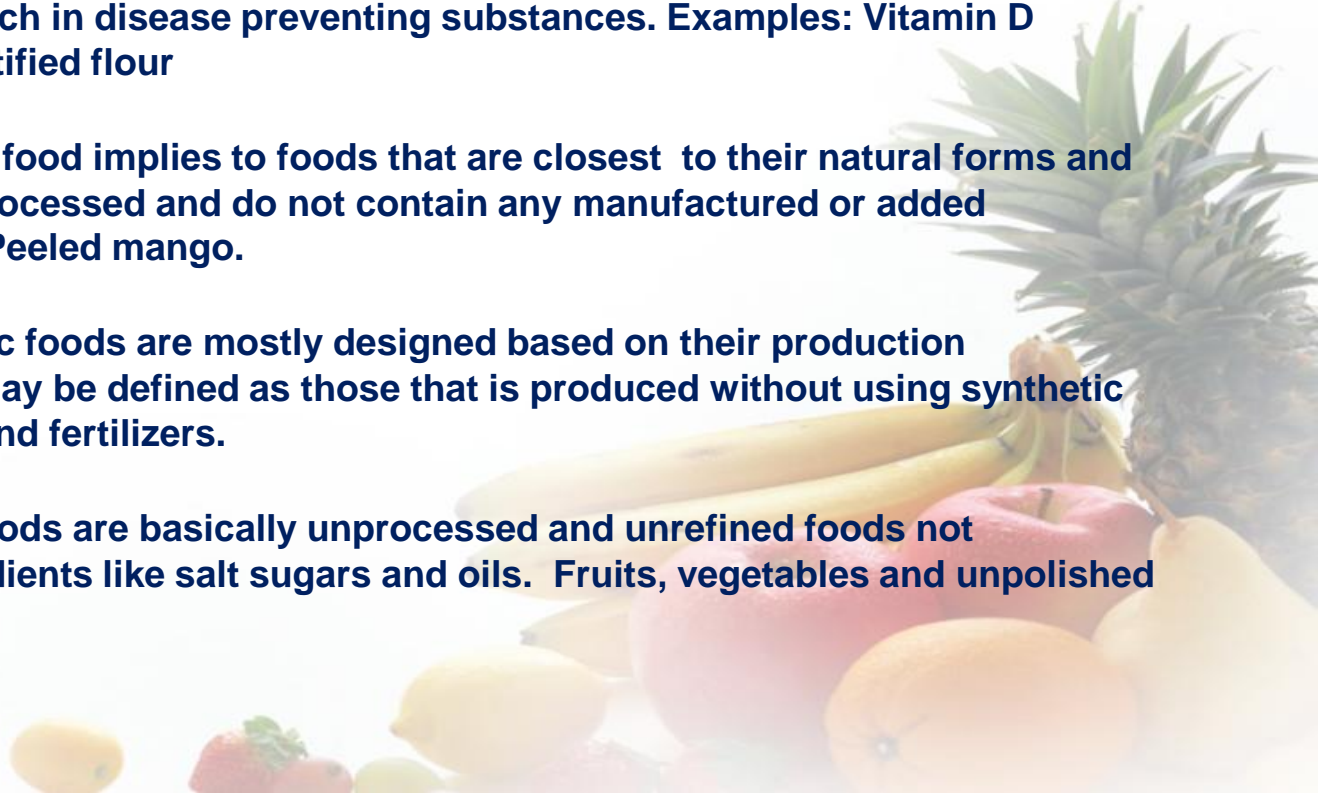 ch in disease preventing substances. Examples: Vitamin D
tified flour
food implies to foods that are closest to their natural forms and
ocessed and do not contain any manufactured or added
Peeled mango.
c foods are mostly designed based on their production
ay be defined as those that is produced without using synthetic
nd fertilizers.
ods are basically unprocessed and unrefined foods not
dients like salt sugars and oils. Fruits, vegetables and unpolished